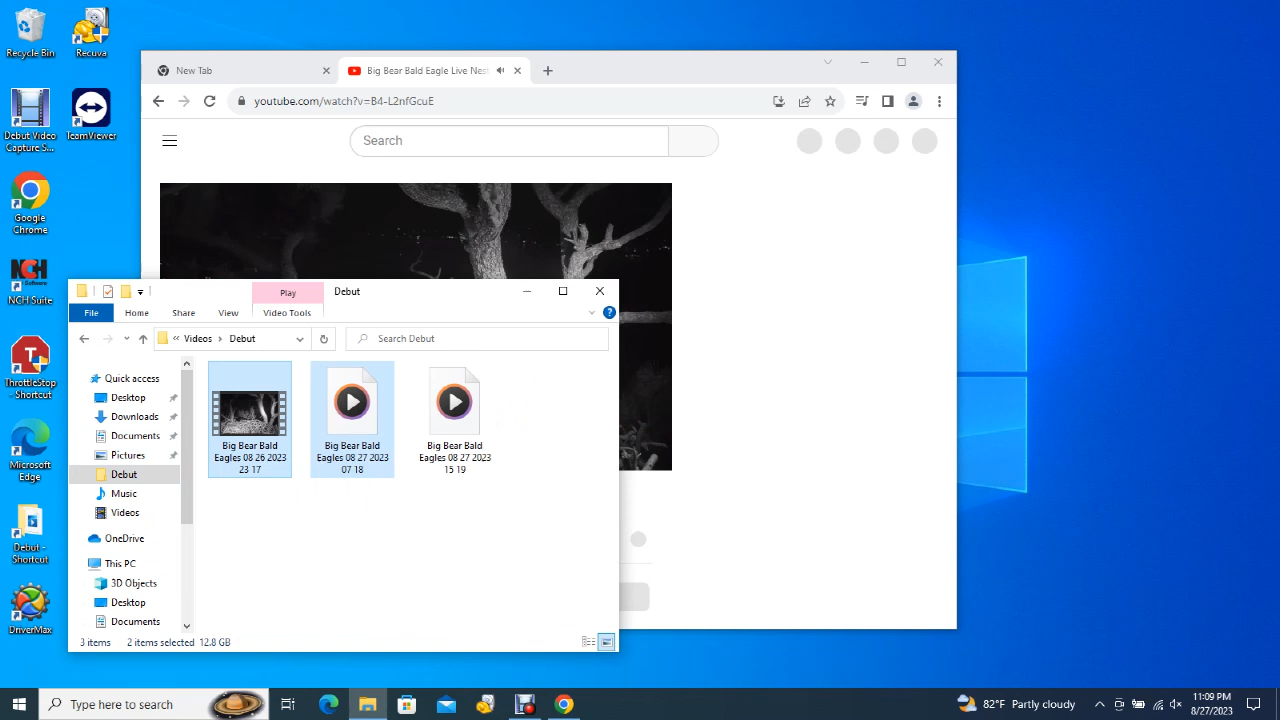 Recycle Bin
Recuva
Debut Video
Capture S...
TeamViewer
Google
Chrome
NCH
Software
NCH Suite
ThrottleStop
- Shortcut
Microsoft
Edge
Debut -
Shortcut
DriverMax
New Tab
Big Bear Bald Eagle Live Nest
youtube.com/watch?v=B4-L2nfGcuE
Search
Play
Debut
File
Home
Share
View
Video Tools
Videos
Debut
Search Debut
Quick access
Desktop
Downloads
Documents
Pictures
Debut
Music
Videos
OneDrive
This PC
3D Objects
Desktop
Documents
Big Bear Bald
Eagles 08 26 2023
23 17
Big Bear Bald
Eagles 08 27 2023
07 18
Big Bear Bald
Eagles 08 27 2023
15 19
3 items
2 items selected
12.8 GB
Type here to search
82°F
Partly cloudy
11:09 PM
8/27/2023